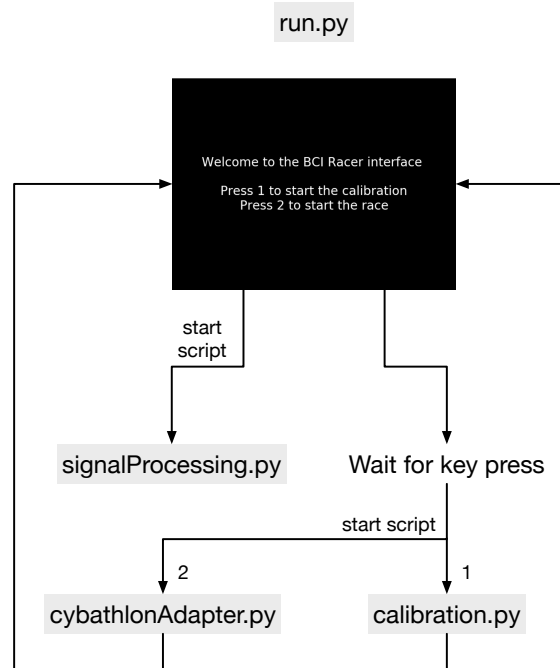 run.py
Welcome to the BCI Racer interface
Press 1 to start the calibration
Press 2 to start the race
start
script
signalProcessing.py
Wait for key press
start script
2
1
cybathlonAdapter.py
calibration.py